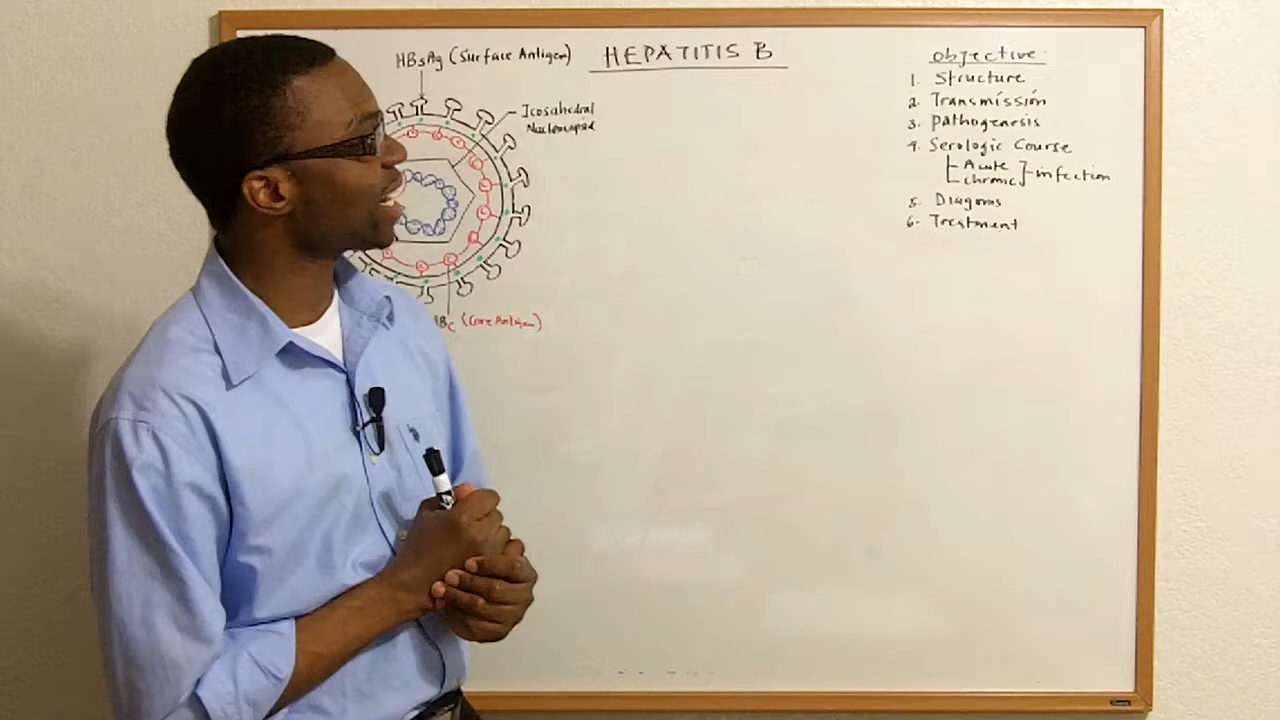 HBsAg (Surface Antigen)
HEPATITIS B
Icosahedral
Nucleocapsid
HBc (Core Antigen)
Objective
1. Structure
2. Transmission
3. Pathogenesis
4. Serologic Course
Acute
chronic
infection
5. Diagnosis
6. Treatment